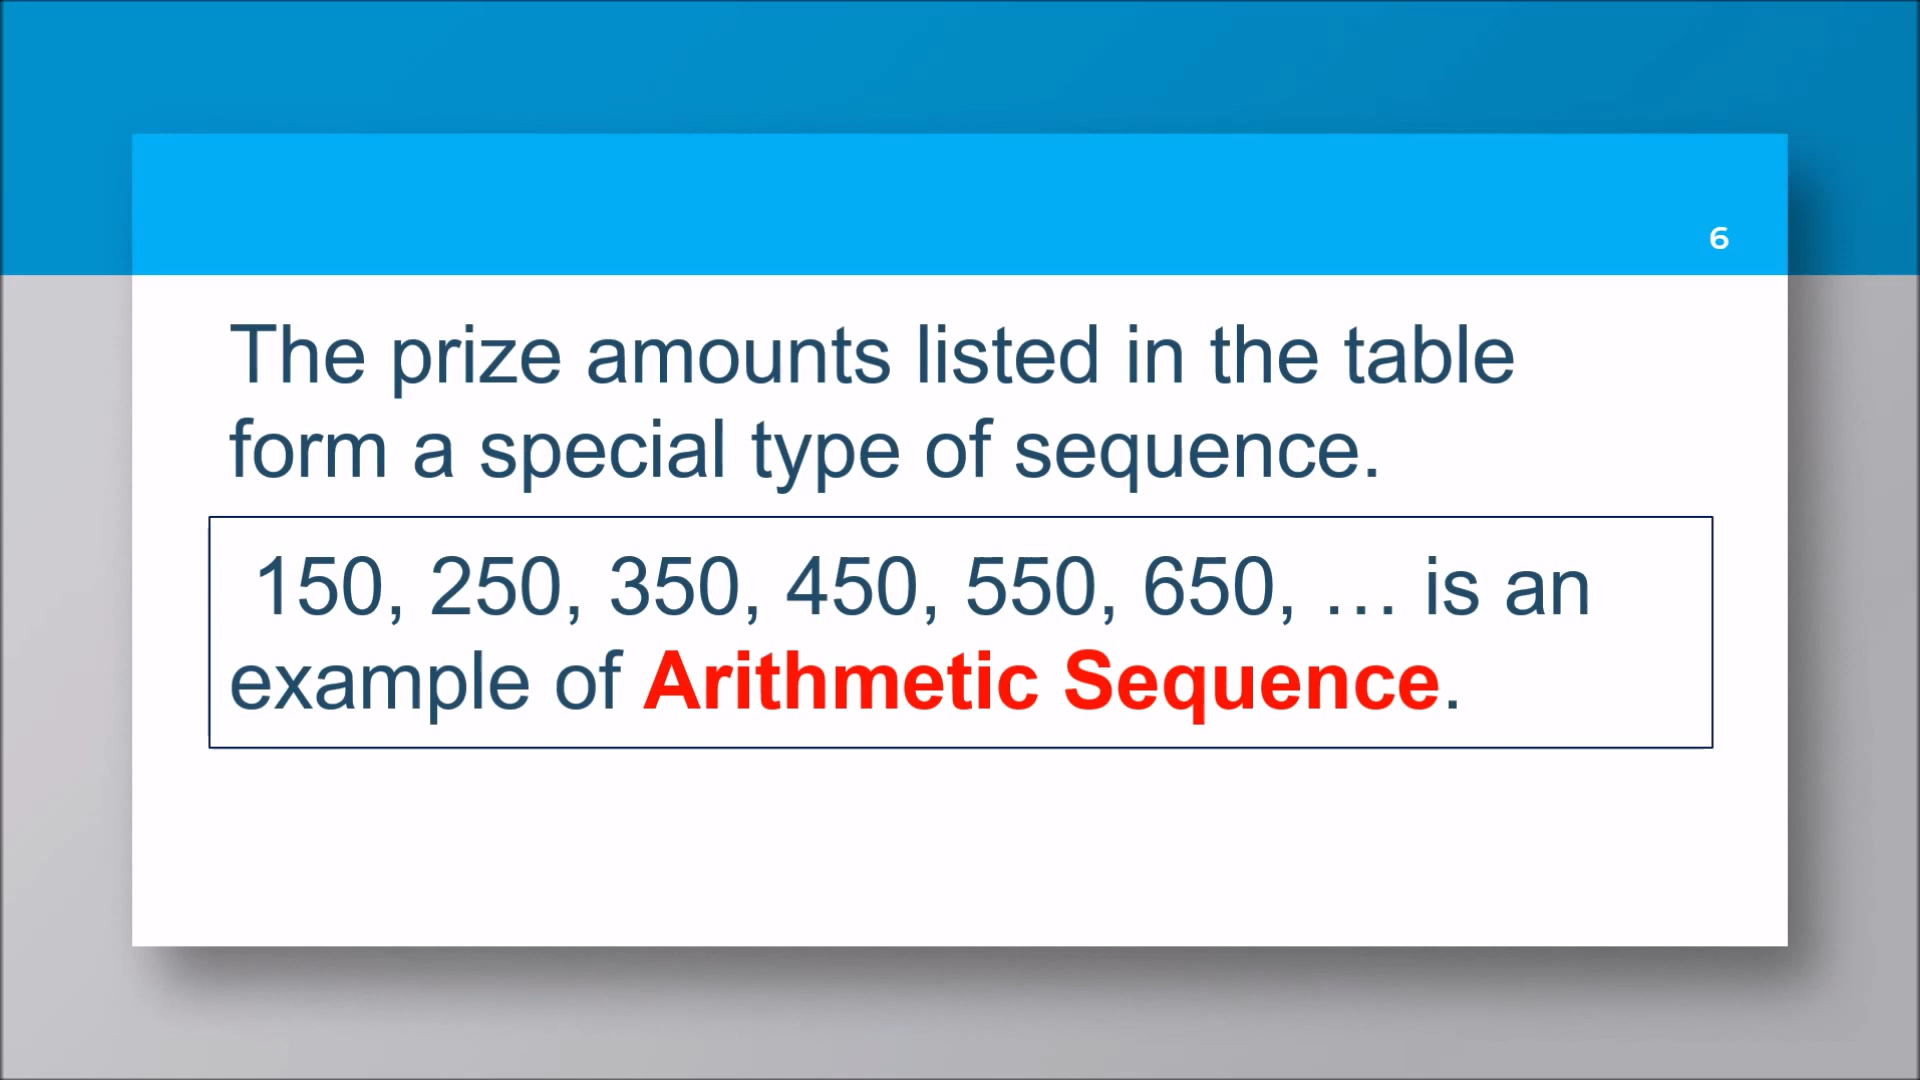 6
The prize amounts listed in the table
form a special type of sequence.
150, 250, 350, 450, 550, 650, … is an
example of Arithmetic Sequence.